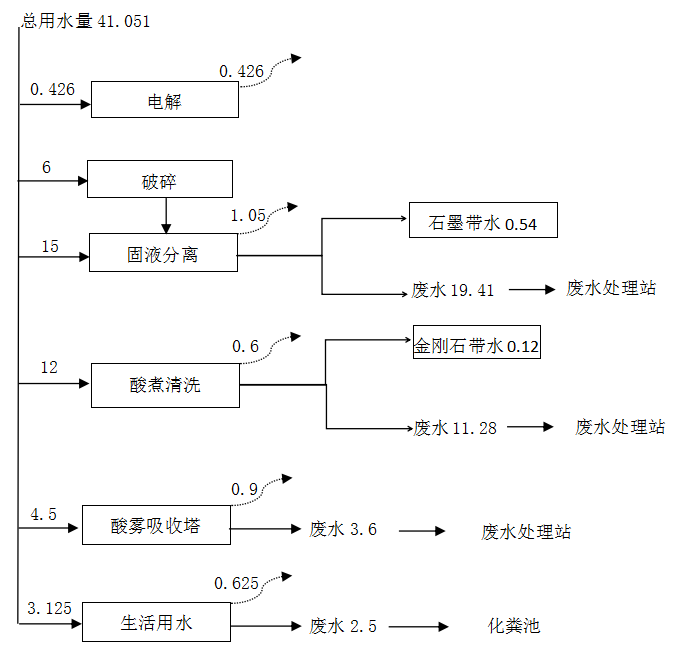 总用水量 41.051
0.426
0.426
电解
6
破碎
1.05
石墨带水 0.54
15
固液分离
废水 19.41
废水处理站
0.6
金刚石带水 0.12
12
酸煮清洗
废水 11.28
废水处理站
0.9
4.5
酸雾吸收塔
废水 3.6
废水处理站
0.625
3.125
生活用水
废水 2.5
化粪池